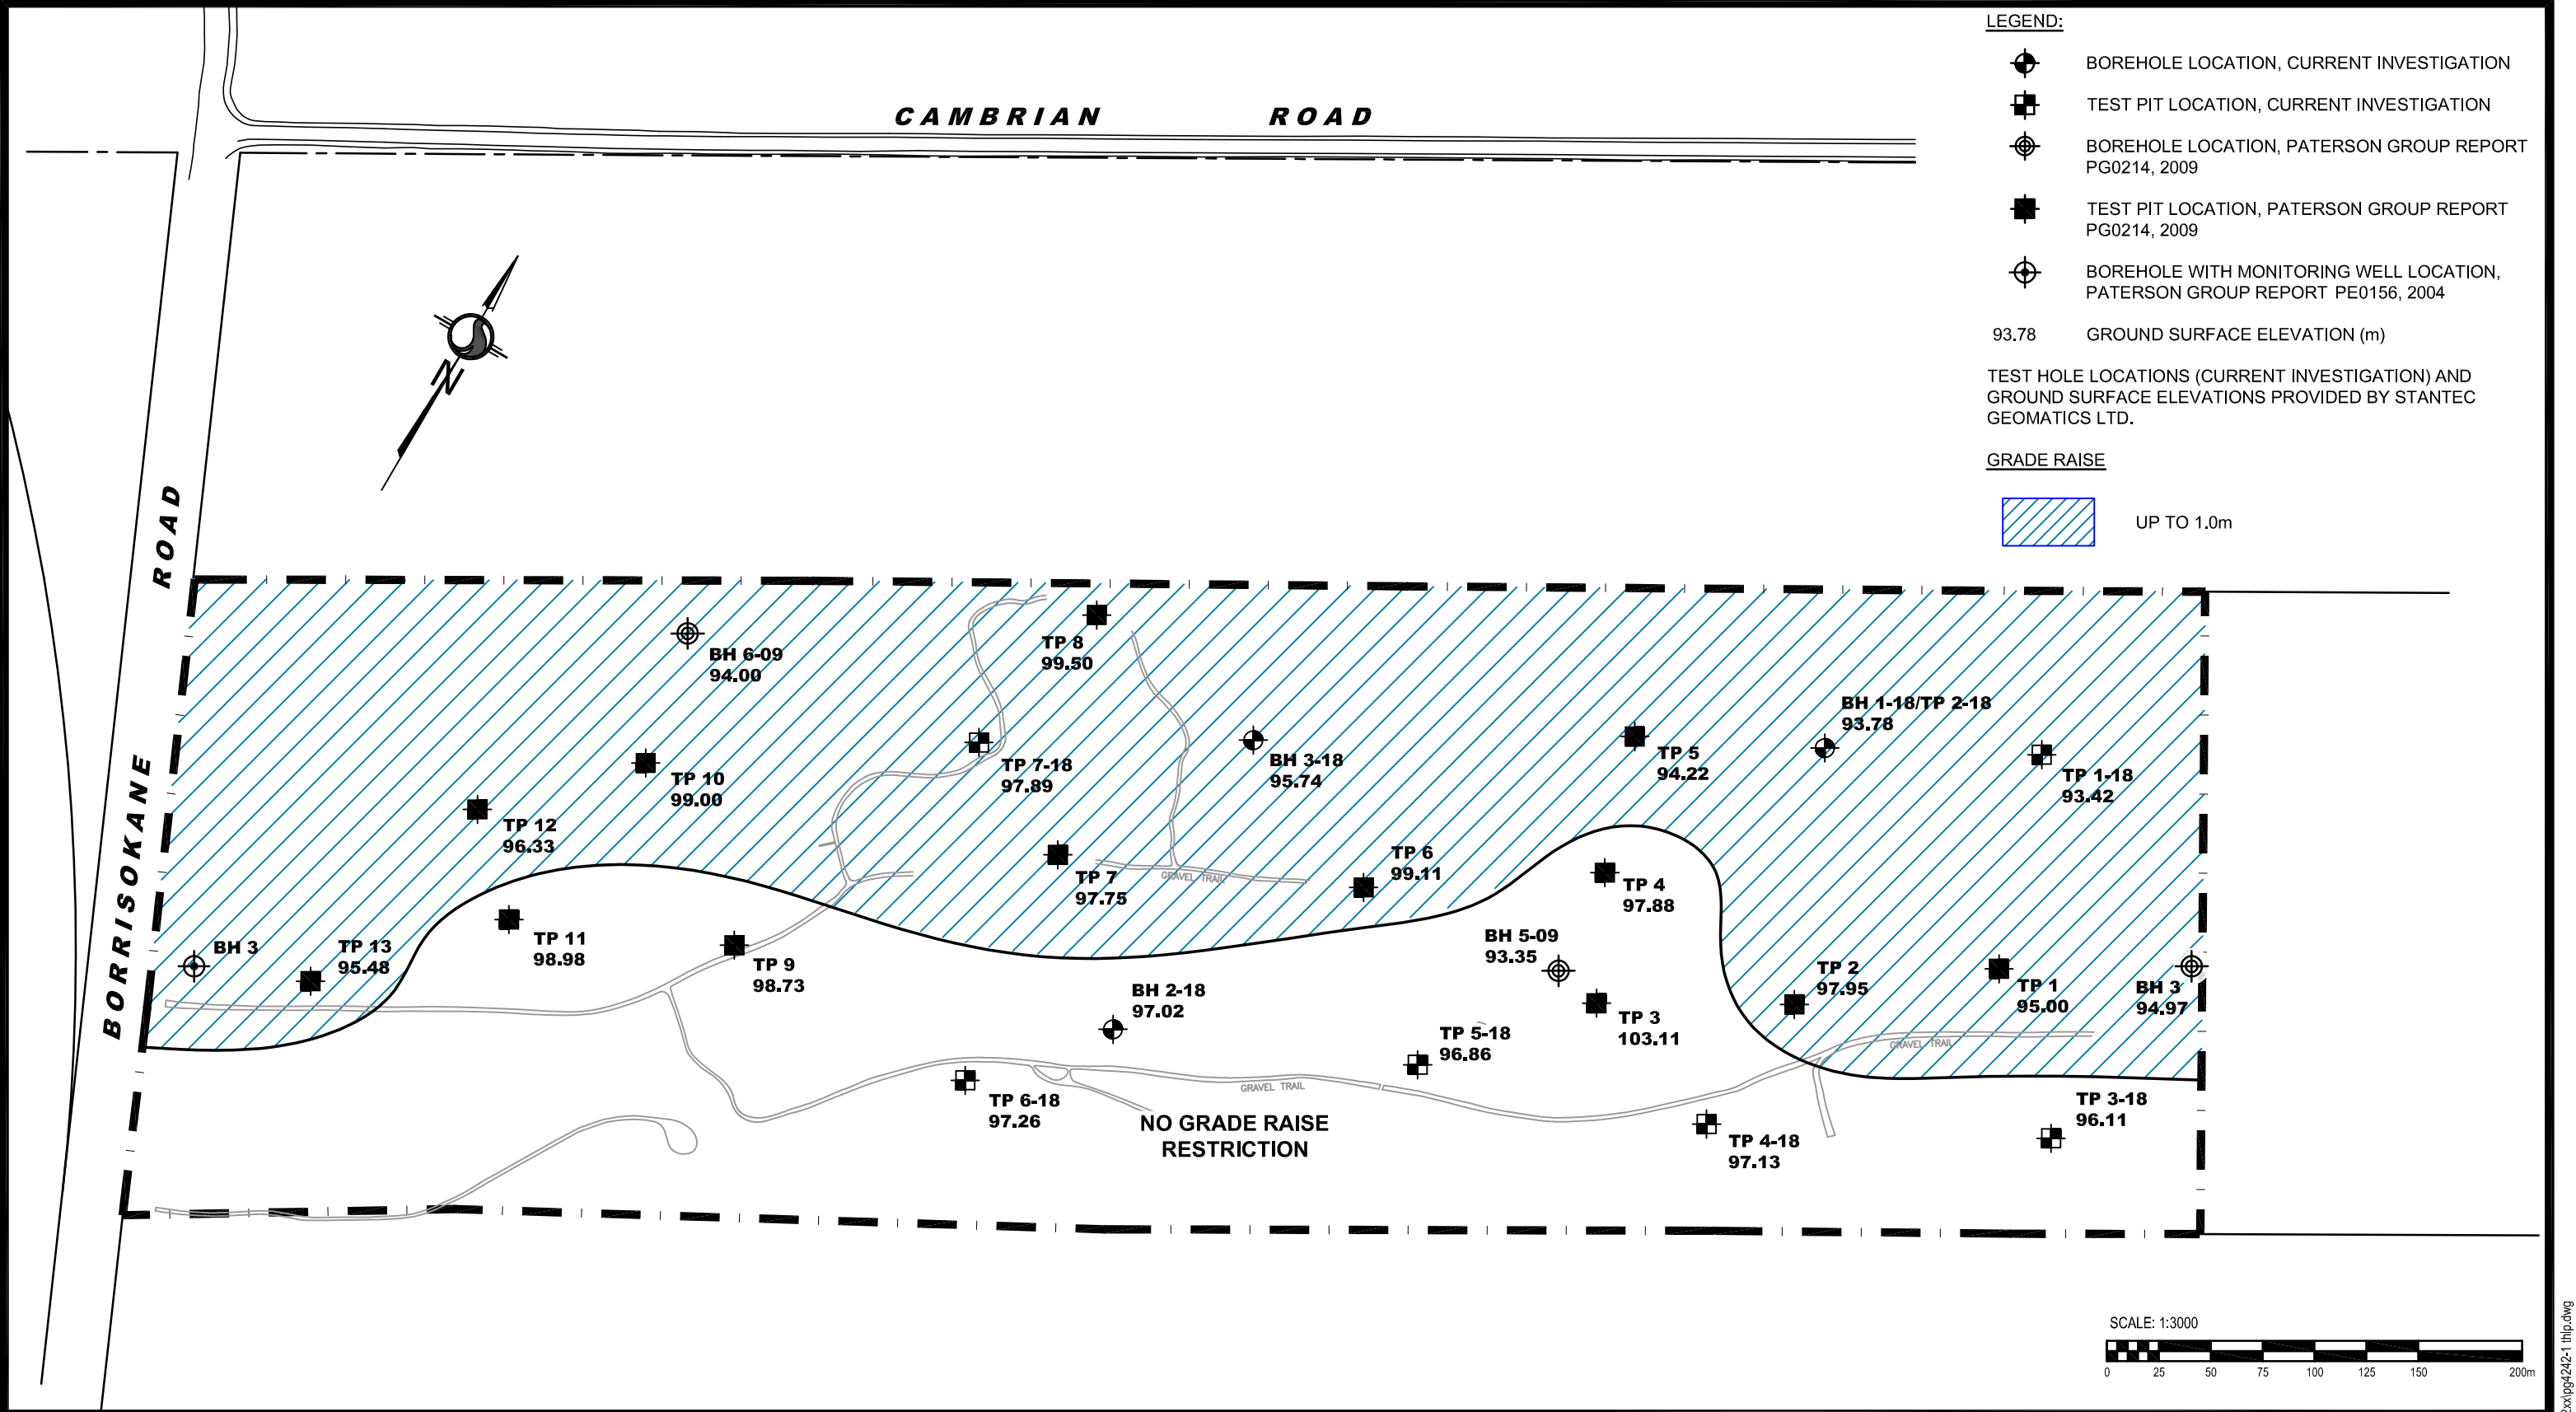 LEGEND:
BOREHOLE LOCATION, CURRENT INVESTIGATION
TEST PIT LOCATION, CURRENT INVESTIGATION
BOREHOLE LOCATION, PATERSON GROUP REPORT
PG0214, 2009
TEST PIT LOCATION, PATERSON GROUP REPORT
PG0214, 2009
BOREHOLE WITH MONITORING WELL LOCATION,
PATERSON GROUP REPORT PE0156, 2004
93.78 GROUND SURFACE ELEVATION (m)
TEST HOLE LOCATIONS (CURRENT INVESTIGATION) AND
GROUND SURFACE ELEVATIONS PROVIDED BY STANTEC
GEOMATICS LTD.
GRADE RAISE
UP TO 1.0m
CAMBRIAN ROAD
N
BORRISOKANE ROAD
BH 6-09
94.00
TP 8
99.50
BH 1-18/TP 2-18
93.78
TP 7-18
97.89
BH 3-18
95.74
TP 5
94.22
TP 1-18
93.42
TP 10
99.00
TP 12
96.33
TP 7
97.75
GRAVEL TRAIL
TP 6
99.11
TP 4
97.88
BH 3
TP 13
95.48
TP 11
98.98
TP 9
98.73
BH 5-09
93.35
TP 2
97.95
TP 1
95.00
BH 3
94.97
BH 2-18
97.02
TP 5-18
96.86
TP 3
103.11
GRAVEL TRAIL
TP 6-18
97.26
GRAVEL TRAIL
NO GRADE RAISE
RESTRICTION
TP 4-18
97.13
TP 3-18
96.11
SCALE: 1:3000
0 25 50 75 100 125 150 200m
2xx\pg4242-1 thlp.dwg